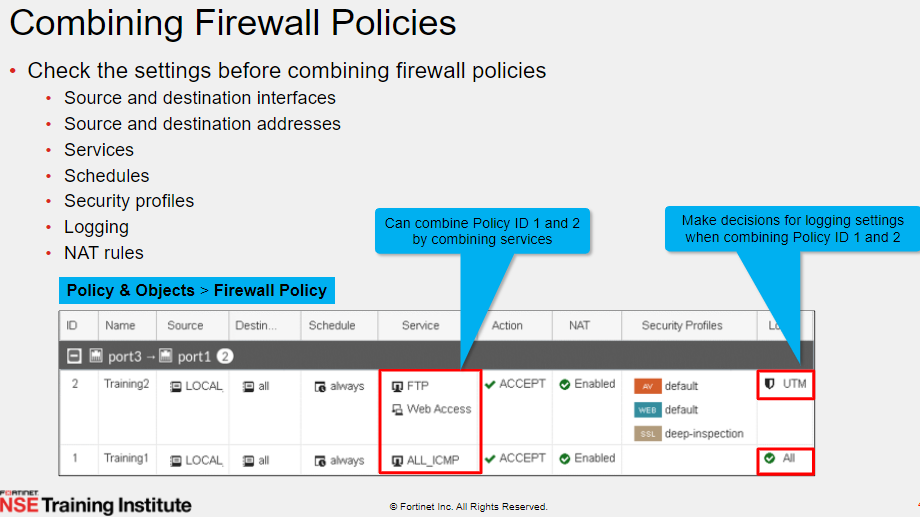 Combining Firewall Policies
• Check the settings before combining firewall policies
• Source and destination interfaces
• Source and destination addresses
• Services
• Schedules
• Security profiles
• Logging
• NAT rules
Can combine Policy ID 1 and 2
by combining services
Make decisions for logging settings
when combining Policy ID 1 and 2
Policy & Objects > Firewall Policy
ID Name Source Destin... Schedule Service Action NAT Security Profiles
port3 → port1 2
2 Training2 LOCAL_ all always FTP ACCEPT Enabled AV default UTM
Web Access WEB default
SSL deep-inspection
1 Training1 LOCAL_ all always ALL_ICMP ACCEPT Enabled All
FORTINET
NSE Training Institute
© Fortinet Inc. All Rights Reserved.